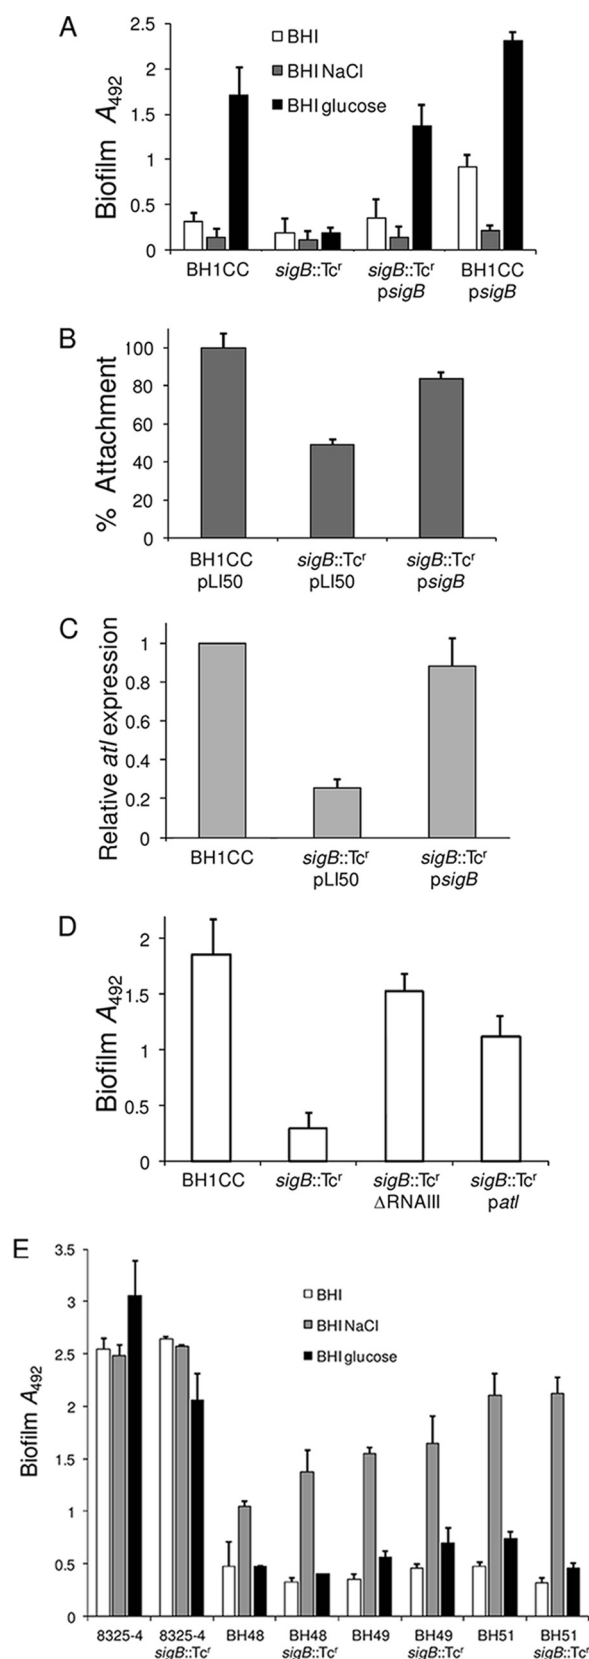 A
Biofilm A492
2.5
2
1.5
1
0.5
0
BHI
BHI NaCl
BHI glucose
BH1CC
sigB::Tcr
sigB::Tcr
psigB
BH1CC
psigB
B
% Attachment
100
80
60
40
20
0
BH1CC
pLI50
sigB::Tcr
pLI50
sigB::Tcr
psigB
C
Relative atl expression
1
0.8
0.6
0.4
0.2
0
BH1CC
sigB::Tcr
pLI50
sigB::Tcr
psigB
D
Biofilm A492
2
1.5
1
0.5
0
BH1CC
sigB::Tcr
sigB::Tcr
ΔRNAIII
sigB::Tcr
patl
E
Biofilm A492
3.5
3
2.5
2
1.5
1
0.5
0
BHI
BHI NaCl
BHI glucose
8325-4
8325-4
sigB::Tcr
BH48
BH48
sigB::Tcr
BH49
BH49
sigB::Tcr
BH51
BH51
sigB::Tcr